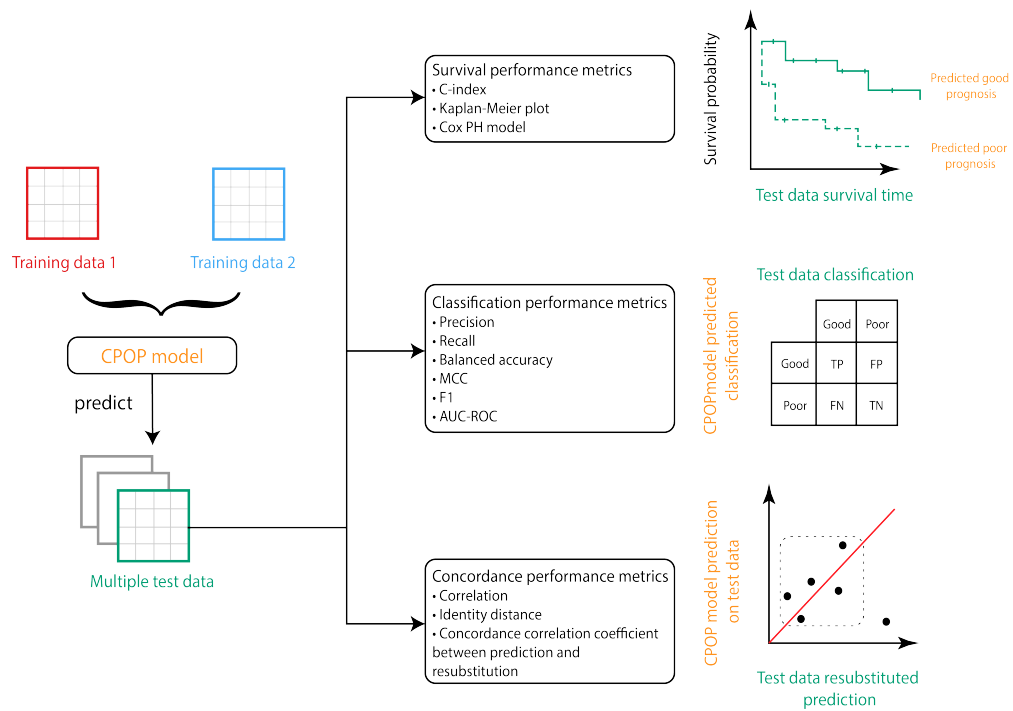 Training data 1
Training data 2
CPOP model
predict
Multiple test data
Survival performance metrics
• C-index
• Kaplan-Meier plot
• Cox PH model
Survival probability
Predicted good
prognosis
Predicted poor
prognosis
Test data survival time
Classification performance metrics
• Precision
• Recall
• Balanced accuracy
• MCC
• F1
• AUC-ROC
CPOPmodel predicted
classification
Test data classification
Good Poor
Good TP FP
Poor FN TN
Concordance performance metrics
• Correlation
• Identity distance
• Concordance correlation coefficient
between prediction and
resubstitution
CPOP model prediction
on test data
Test data resubstituted
prediction